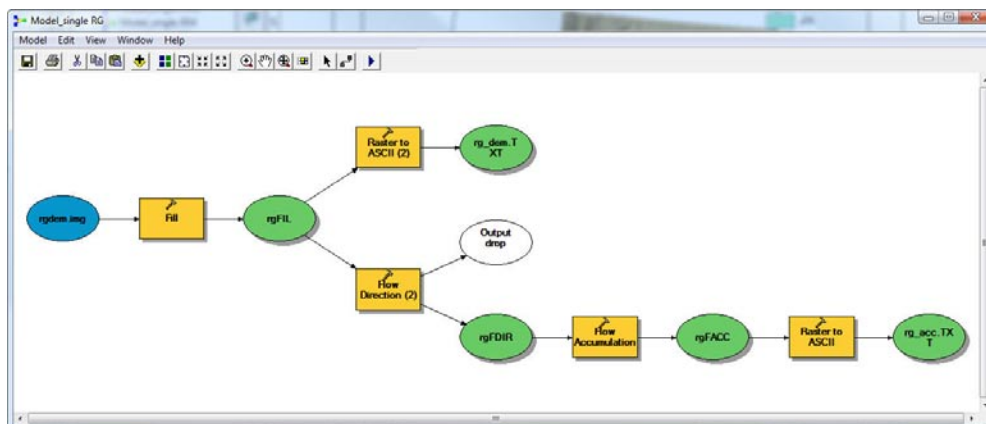 Model_single RG
Model Edit View Window Help
Raster to
ASCII (2)
rg_dem.T
XT
rgdem.img
Fill
rgFIL
Output
drop
Flow
Direction (2)
rgFDIR
Flow
Accumulation
rgFACC
Raster to
ASCII
rg_acc.TX
T